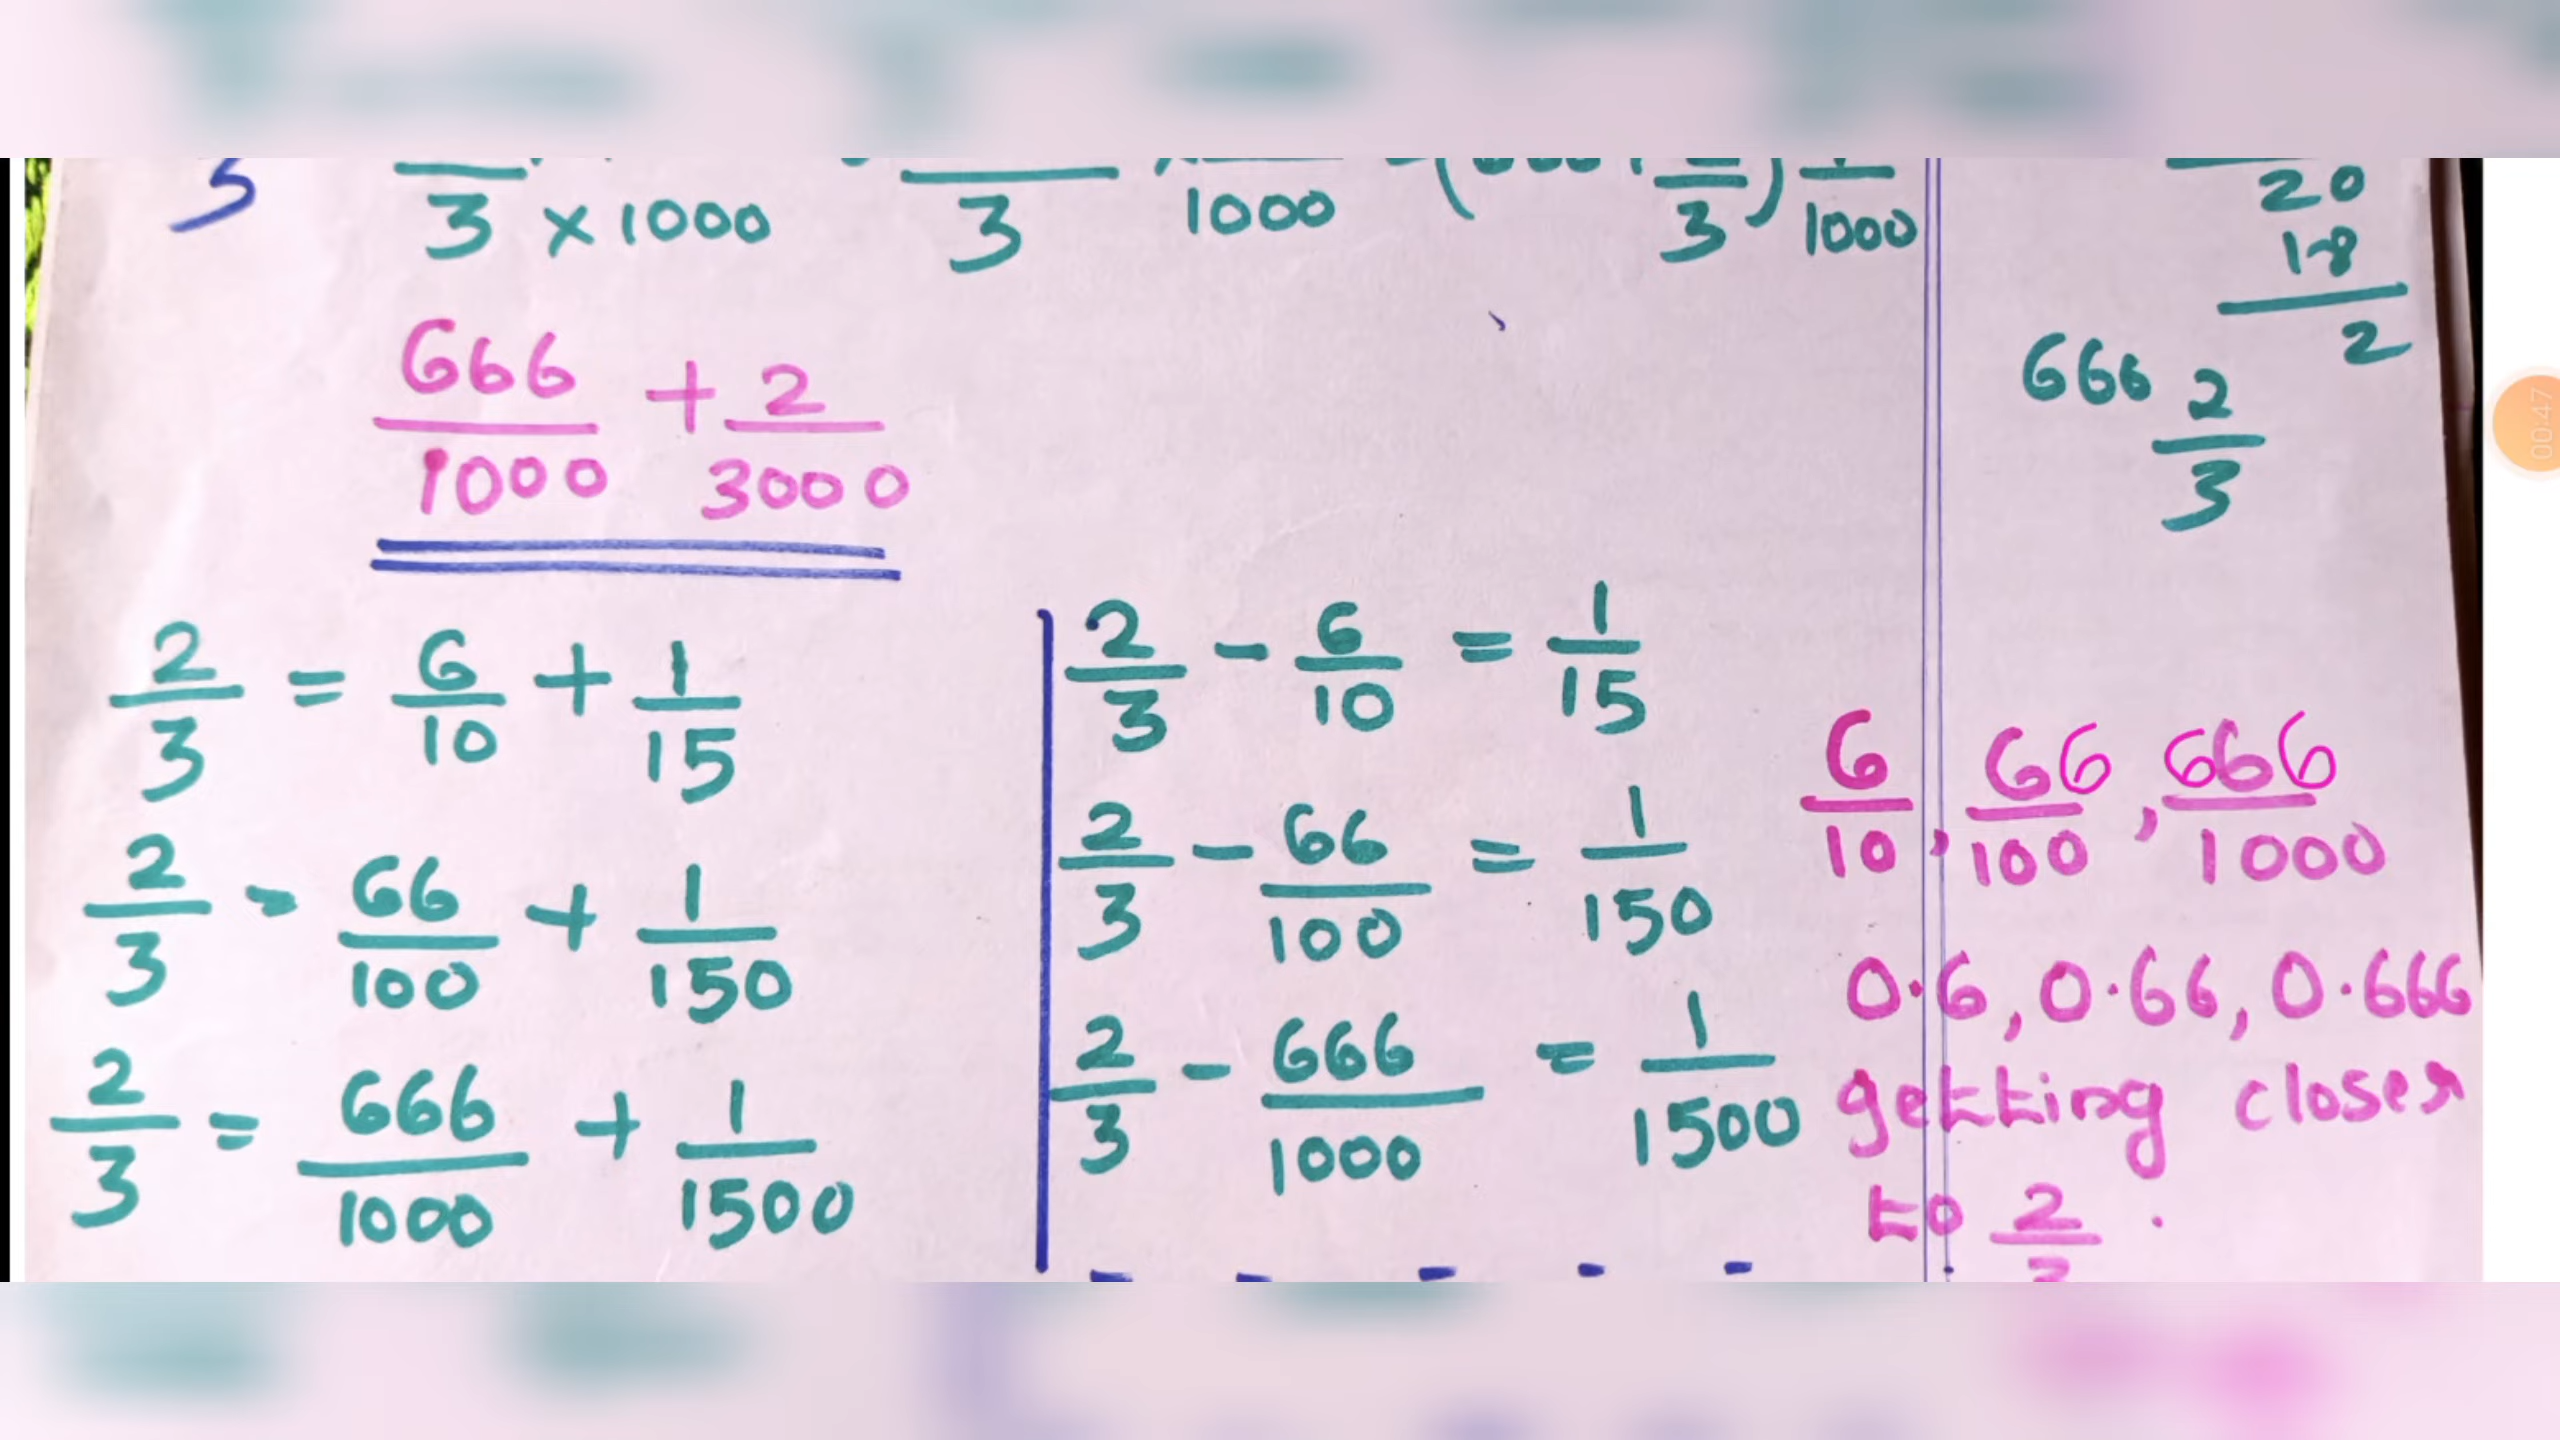 3 × 1000 3 1000 3) 1000
20
18
2
666 2/3
666/1000 + 2/3000
2/3 = 6/10 + 1/15
2/3 = 66/100 + 1/150
2/3 = 666/1000 + 1/1500
2/3 - 6/10 = 1/15
2/3 - 66/100 = 1/150
2/3 - 666/1000 = 1/1500
6/10, 66/100, 666/1000
0.6, 0.66, 0.666
getting closer
to 2/3.
00:47